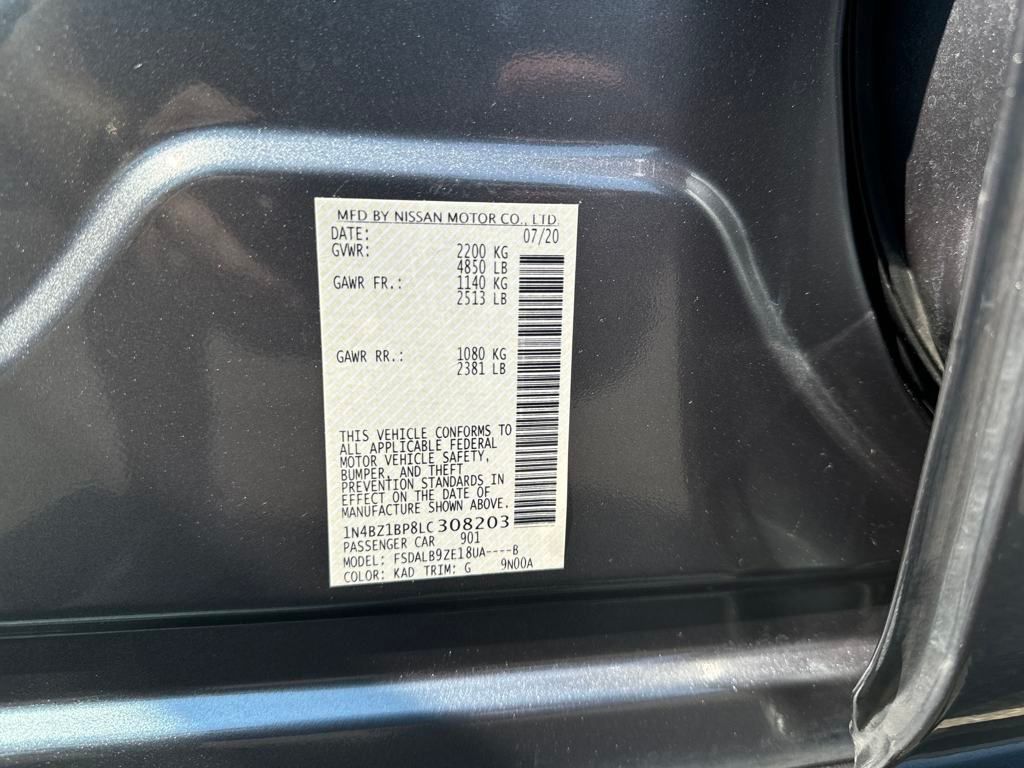 MFD BY NISSAN MOTOR CO., LTD.
DATE: 07/20
GVWR: 2200 KG
4850 LB
GAWR FR.: 1140 KG
2513 LB
GAWR RR.: 1080 KG
2381 LB
THIS VEHICLE CONFORMS TO
ALL APPLICABLE FEDERAL
MOTOR VEHICLE SAFETY,
BUMPER, AND THEFT
PREVENTION STANDARDS IN
EFFECT ON THE DATE OF
MANUFACTURE SHOWN ABOVE.
1N4BZ1BP8LC308203
PASSENGER CAR 901
MODEL: FSDALB9ZE18UA----B
COLOR: KAD TRIM: G 9N00A